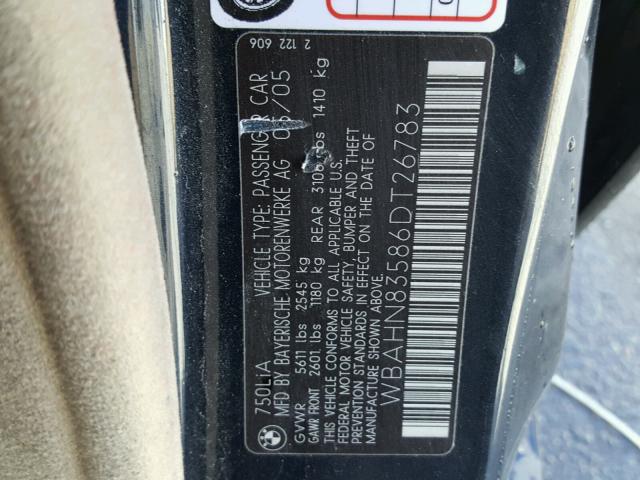 2 122 606
750LiA VEHICLE TYPE: PASSENGER CAR
MFD BY BAYERISCHE MOTORENWERKE AG /05
GVWR 5611 lbs 2545 kg
GAWR FRONT 2601 lbs 1180 kg REAR 3108 lbs 1410 kg
THIS VEHICLE CONFORMS TO ALL APPLICABLE U.S.
FEDERAL MOTOR VEHICLE SAFETY, BUMPER AND THEFT
PREVENTION STANDARDS IN EFFECT ON THE DATE OF
MANUFACTURE SHOWN ABOVE.
WBAHN83586DT26783